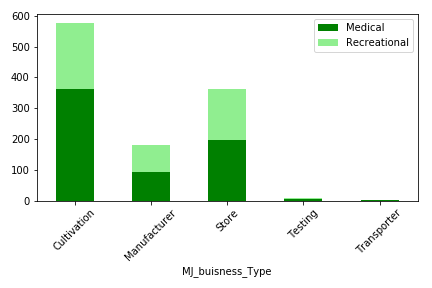 600
500
400
300
200
100
0
Medical
Recreational
Cultivation
Manufacturer
Store
Testing
Transporter
MJ_buisness_Type